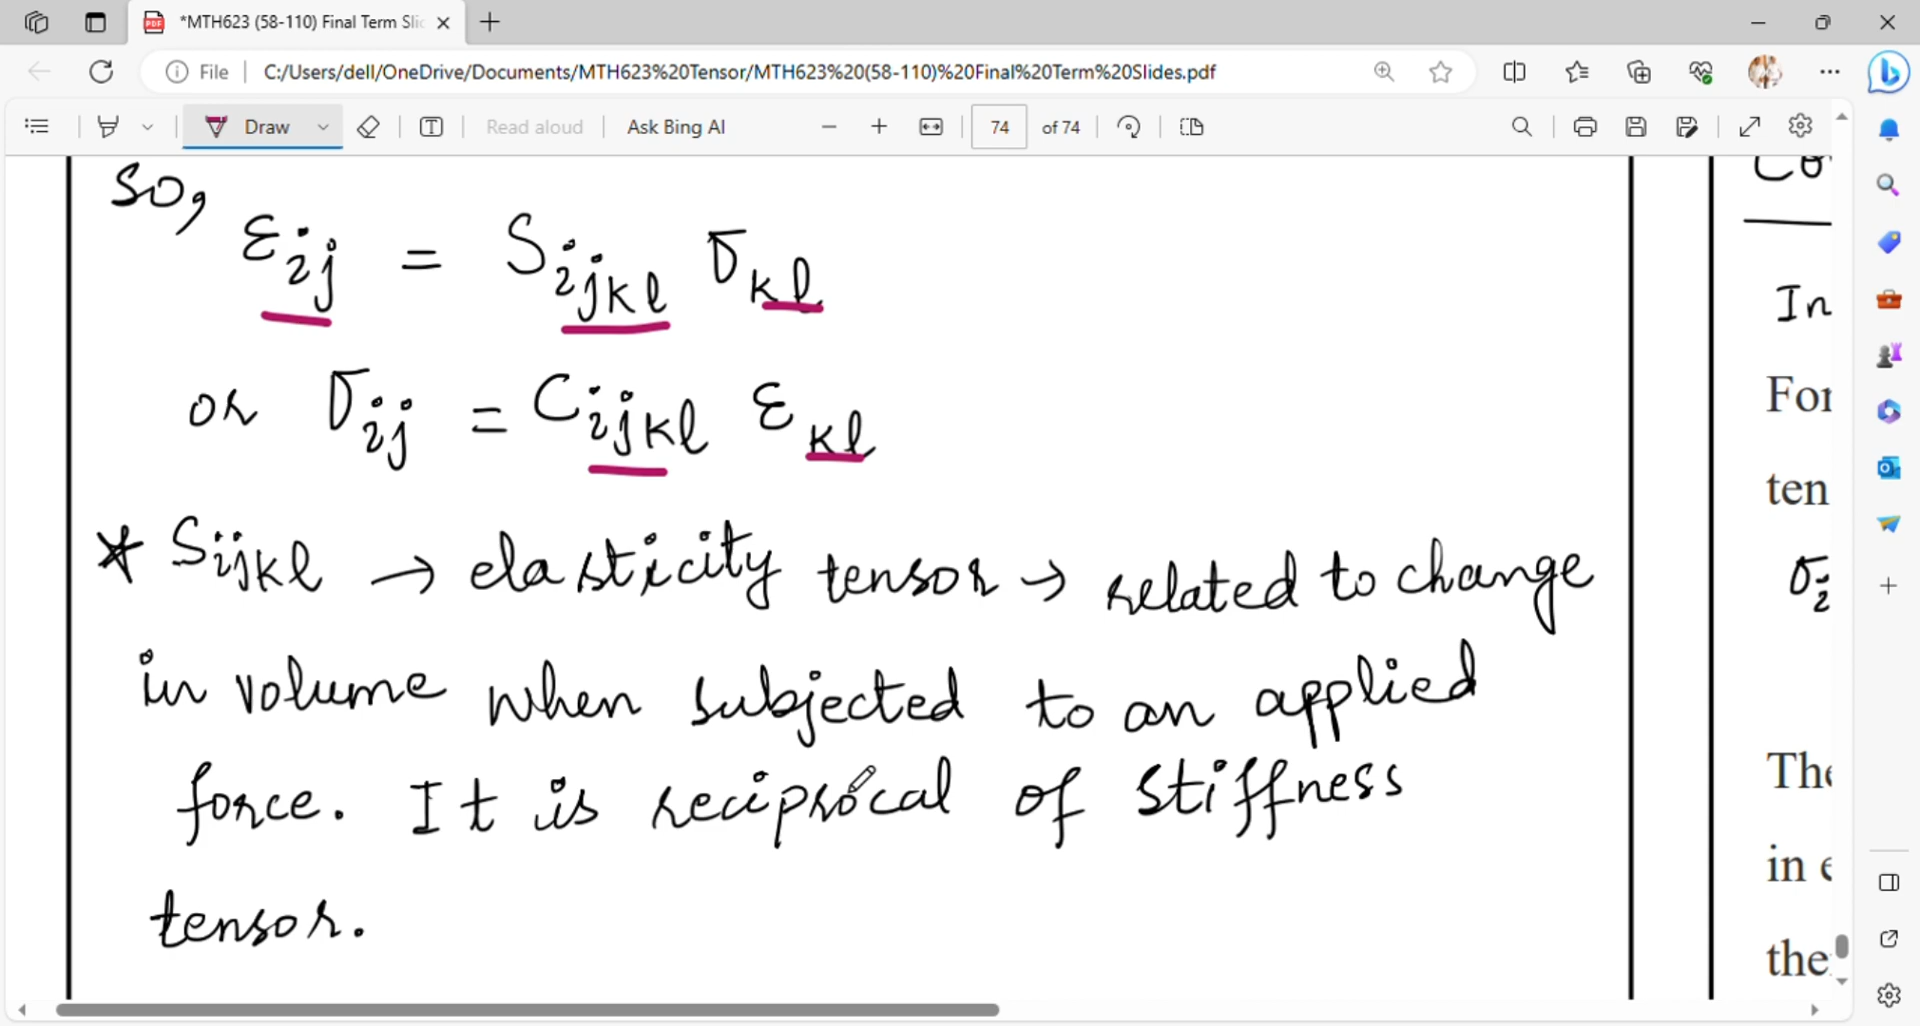 *MTH623 (58-110) Final Term Slic
File
C:/Users/dell/OneDrive/Documents/MTH623%20Tensor/MTH623%20(58-110)%20Final%20Term%20Slides.pdf
Draw
Read aloud
Ask Bing AI
74 of 74
So,
εij = Sijkl σkl
or σij = Cijkl εkl
* Sijkl → elasticity tensor → related to change
in volume when subjected to an applied
force. It is reciprocal of stiffness
tensor.
In
ten
σi
in